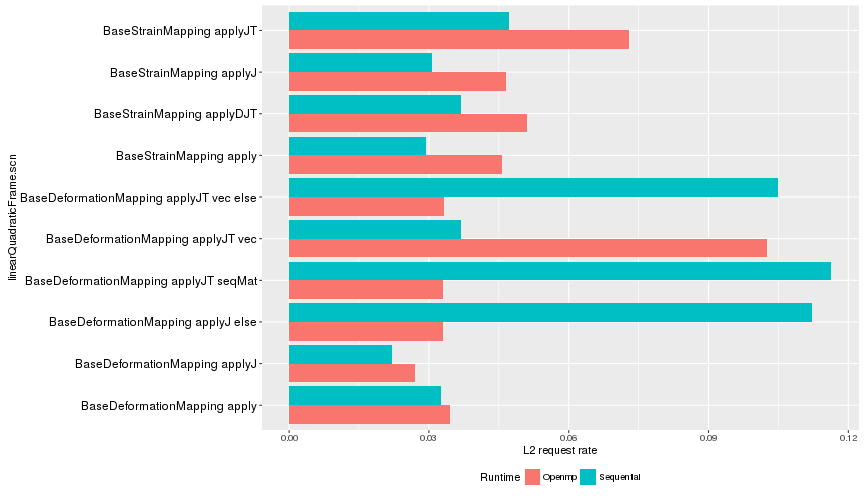 linearQuadraticFrame.scn
BaseStrainMapping applyJT
BaseStrainMapping applyJ
BaseStrainMapping applyDJT
BaseStrainMapping apply
BaseDeformationMapping applyJT vec else
BaseDeformationMapping applyJT vec
BaseDeformationMapping applyJT seqMat
BaseDeformationMapping applyJ else
BaseDeformationMapping applyJ
BaseDeformationMapping apply
0.00 0.03 0.06 0.09 0.12
L2 request rate
Runtime Openmp Sequential